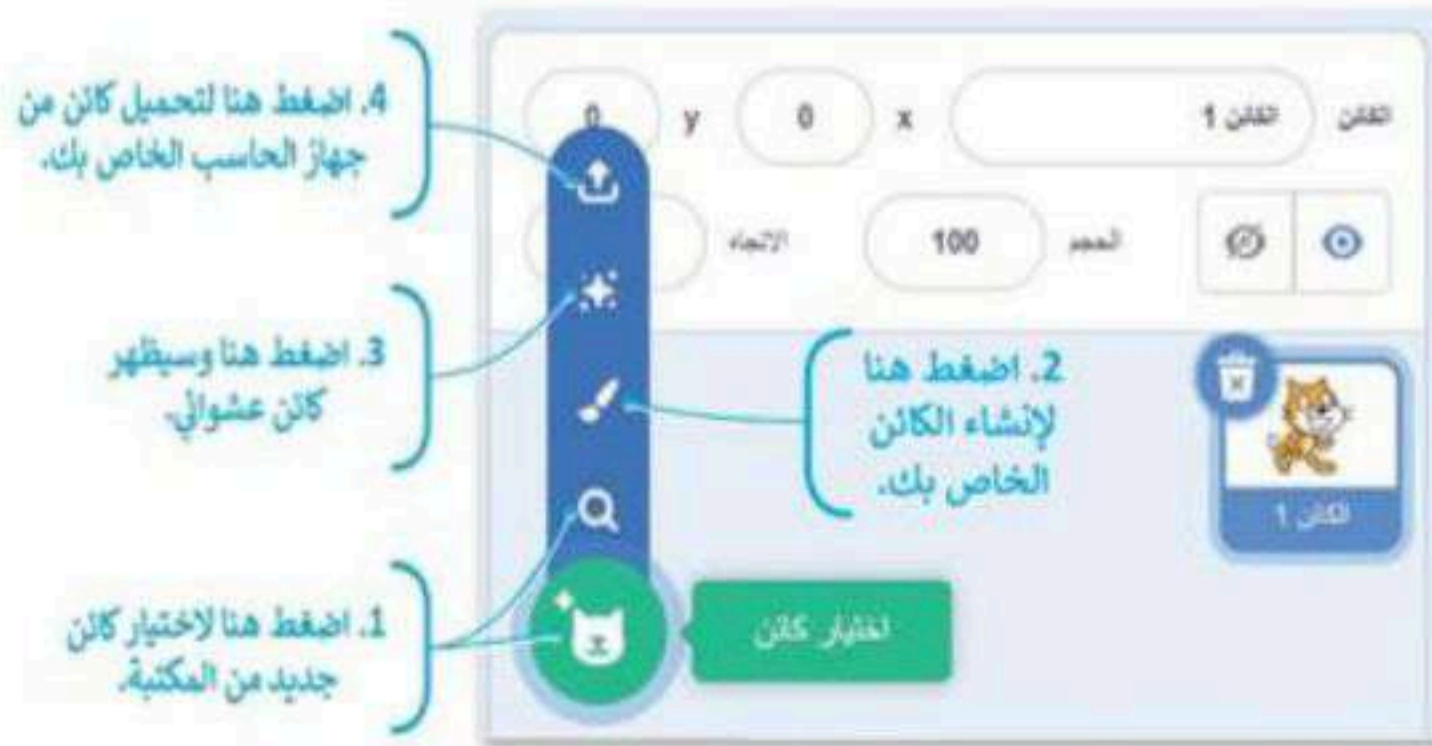 الكائن الكائن 1 x 0 y 0
الحجم 100 الاتجاه
4. اضغط هنا لتحميل كائن من
جهاز الحاسب الخاص بك.
3. اضغط هنا وسيظهر
كائن عشوائي.
2. اضغط هنا
لإنشاء الكائن
الخاص بك.
الكائن 1
1. اضغط هنا لاختيار كائن
جديد من المكتبة.
اختيار كائن